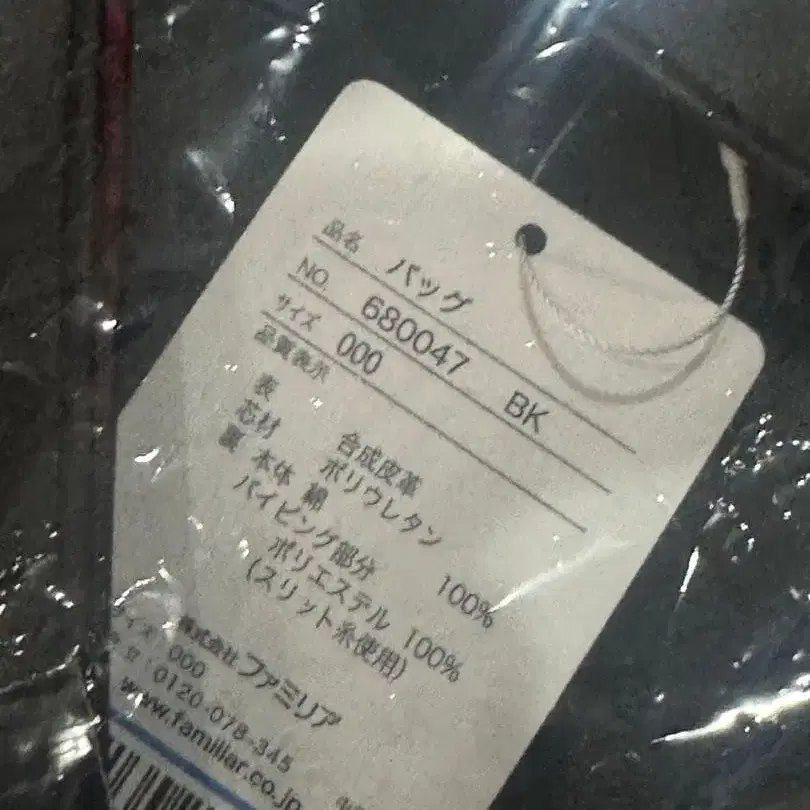 品名 バッグ
NO. 680047 BK
サイズ 000
品質表示
表 合成皮革
芯材 ポリウレタン
裏 本体 綿 100%
パイピング部分
ポリエステル 100%
(スリット糸使用)
株式会社 ファミリア
サイズ: 000
0120-078-345
www.familiar.co.jp